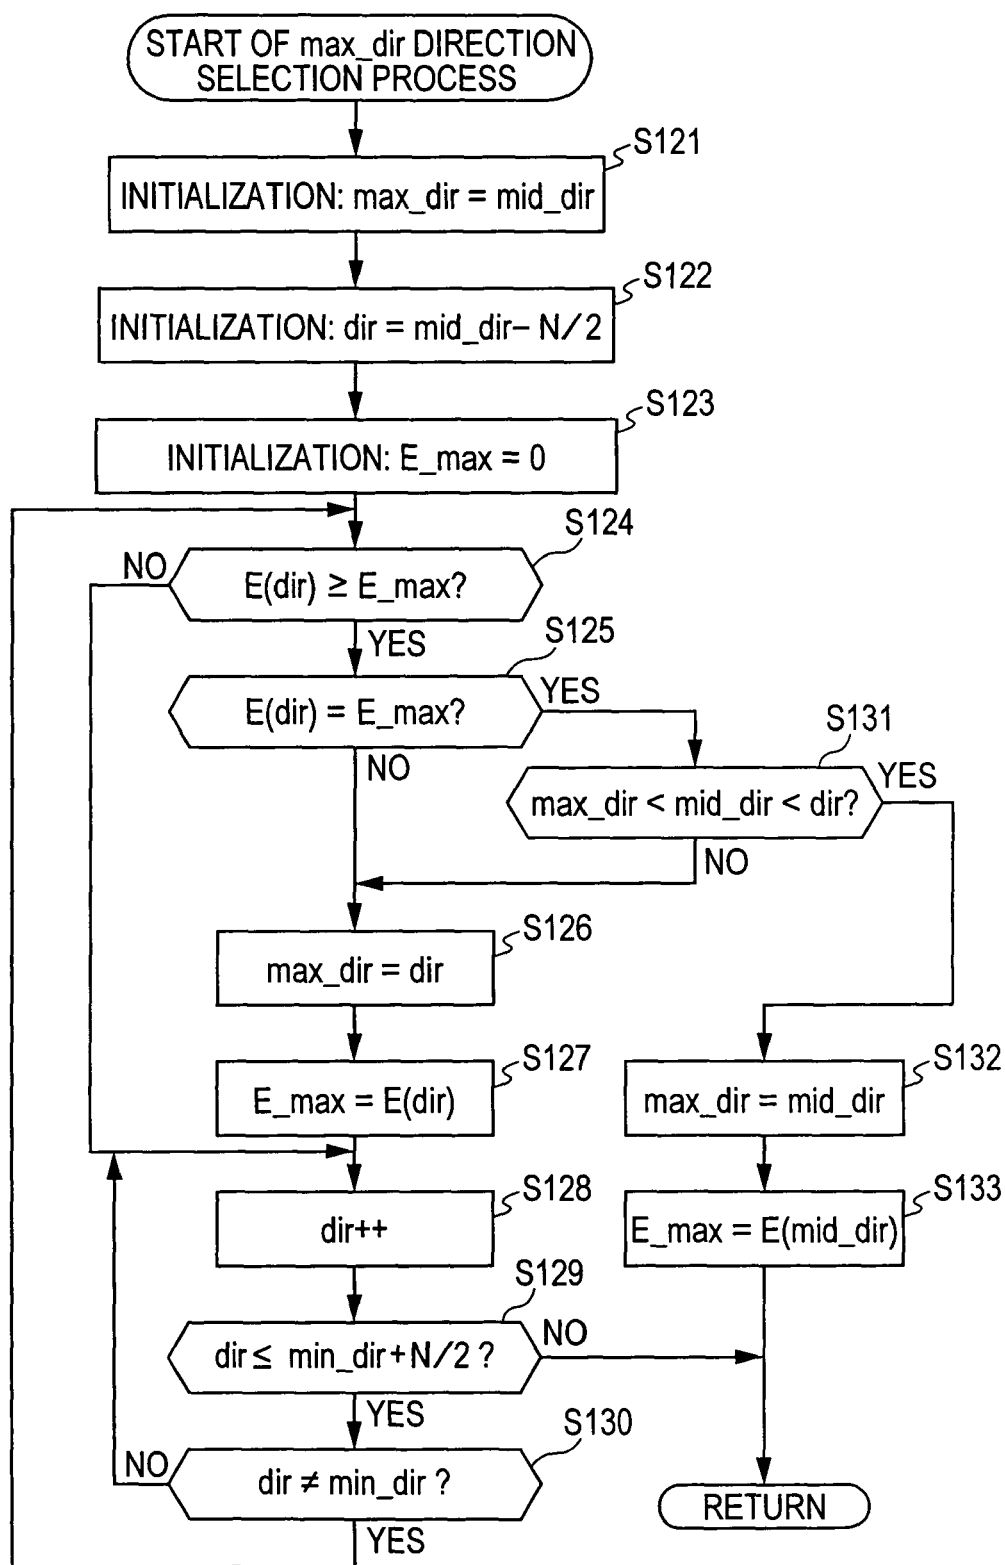 START OF max_dir DIRECTION
SELECTION PROCESS
S121
INITIALIZATION: max_dir = mid_dir
S122
INITIALIZATION: dir = mid_dir– N/2
S123
INITIALIZATION: E_max = 0
S124
NO
E(dir) ≥ E_max?
YES
S125
E(dir) = E_max?
YES
NO
S131
max_dir < mid_dir < dir?
YES
NO
S126
max_dir = dir
S127
E_max = E(dir)
S132
max_dir = mid_dir
S128
dir++
S133
E_max = E(mid_dir)
S129
dir≤ min_dir+N/2 ?
NO
YES
S130
NO
dir ≠ min_dir ?
YES
RETURN